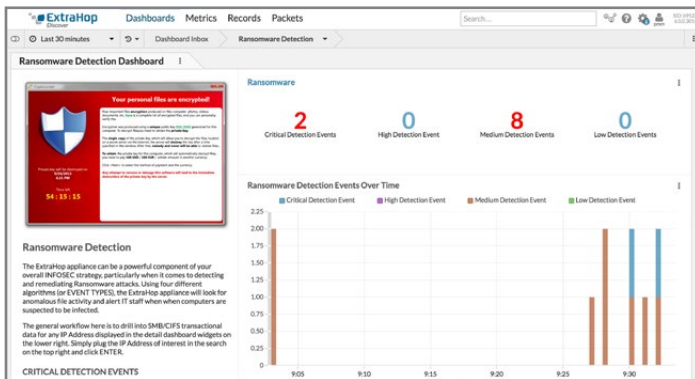 ExtraHop
Discover
Dashboards Metrics Records Packets
Search...
Last 30 minutes
Dashboard Inbox
Ransomware Detection
Ransomware Detection Dashboard
Your personal files are encrypted!
54 : 15 : 15
Ransomware
2
Critical Detection Events
0
High Detection Event
8
Medium Detection Events
0
Low Detection Events
Ransomware Detection Events Over Time
Critical Detection Event High Detection Event Medium Detection Event Low Detection Event
2.25
2.00
1.75
1.50
1.25
1.00
0.75
0.50
0.25
0
9:05 9:10 9:15 9:20 9:25 9:30
Ransomware Detection
The ExtraHop appliance can be a powerful component of your
overall INFOSEC strategy, particularly when it comes to detecting
and remediating Ransomware attacks. Using four different
algorithms (or EVENT TYPES), the ExtraHop appliance will look for
anomalous file activity and alert IT staff when when computers are
suspected to be infected.
The general workflow here is to drill into SMB/CIFS transactional
data for any IP Address displayed in the detail dashboard widgets on
the lower right. Simply plug the IP Address of interest in the search
on the top right and click ENTER.
CRITICAL DETECTION EVENTS